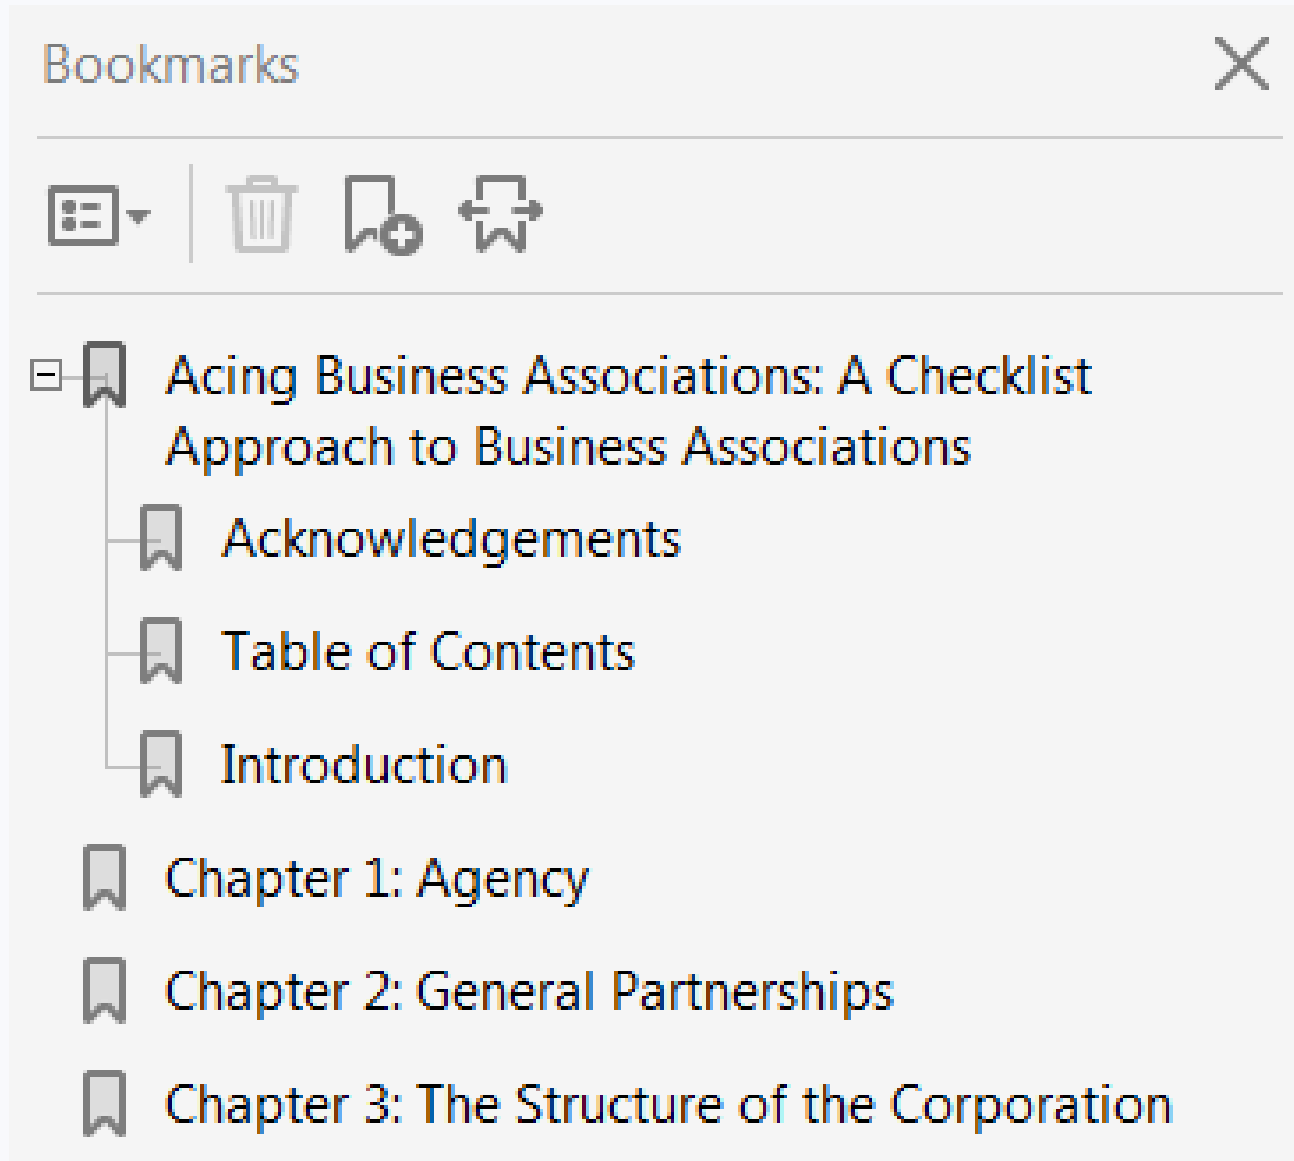 Bookmarks
Acing Business Associations: A Checklist
Approach to Business Associations
Acknowledgements
Table of Contents
Introduction
Chapter 1: Agency
Chapter 2: General Partnerships
Chapter 3: The Structure of the Corporation